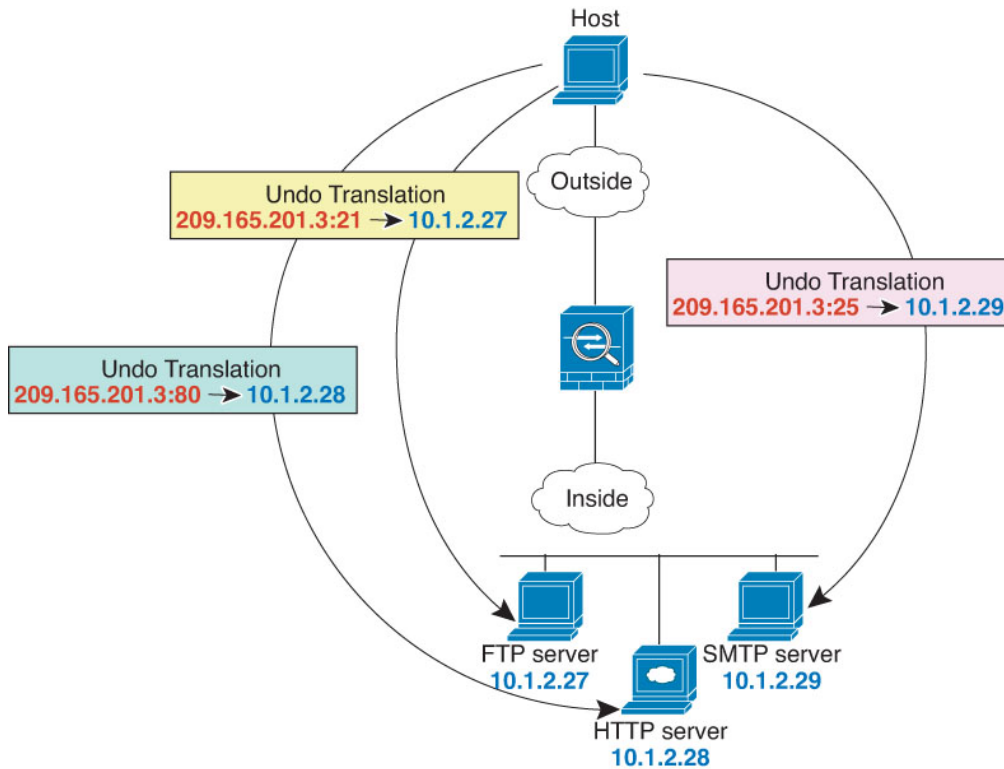 Host
Outside
Undo Translation
209.165.201.3:21 → 10.1.2.27
Undo Translation
209.165.201.3:25 → 10.1.2.29
Undo Translation
209.165.201.3:80 → 10.1.2.28
Inside
FTP server
10.1.2.27
SMTP server
10.1.2.29
HTTP server
10.1.2.28